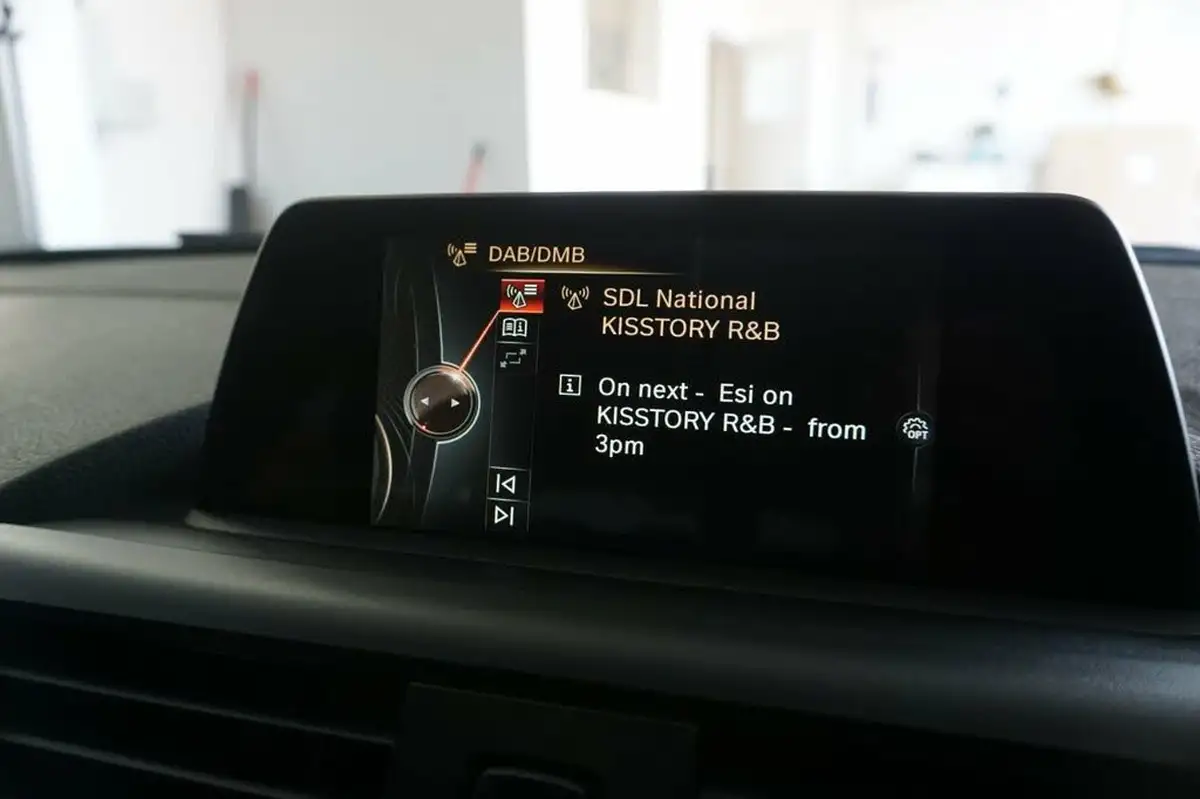 DAB/DMB
SDL National
KISSTORY R&B
On next - Esi on
KISSTORY R&B - from
3pm
OPT